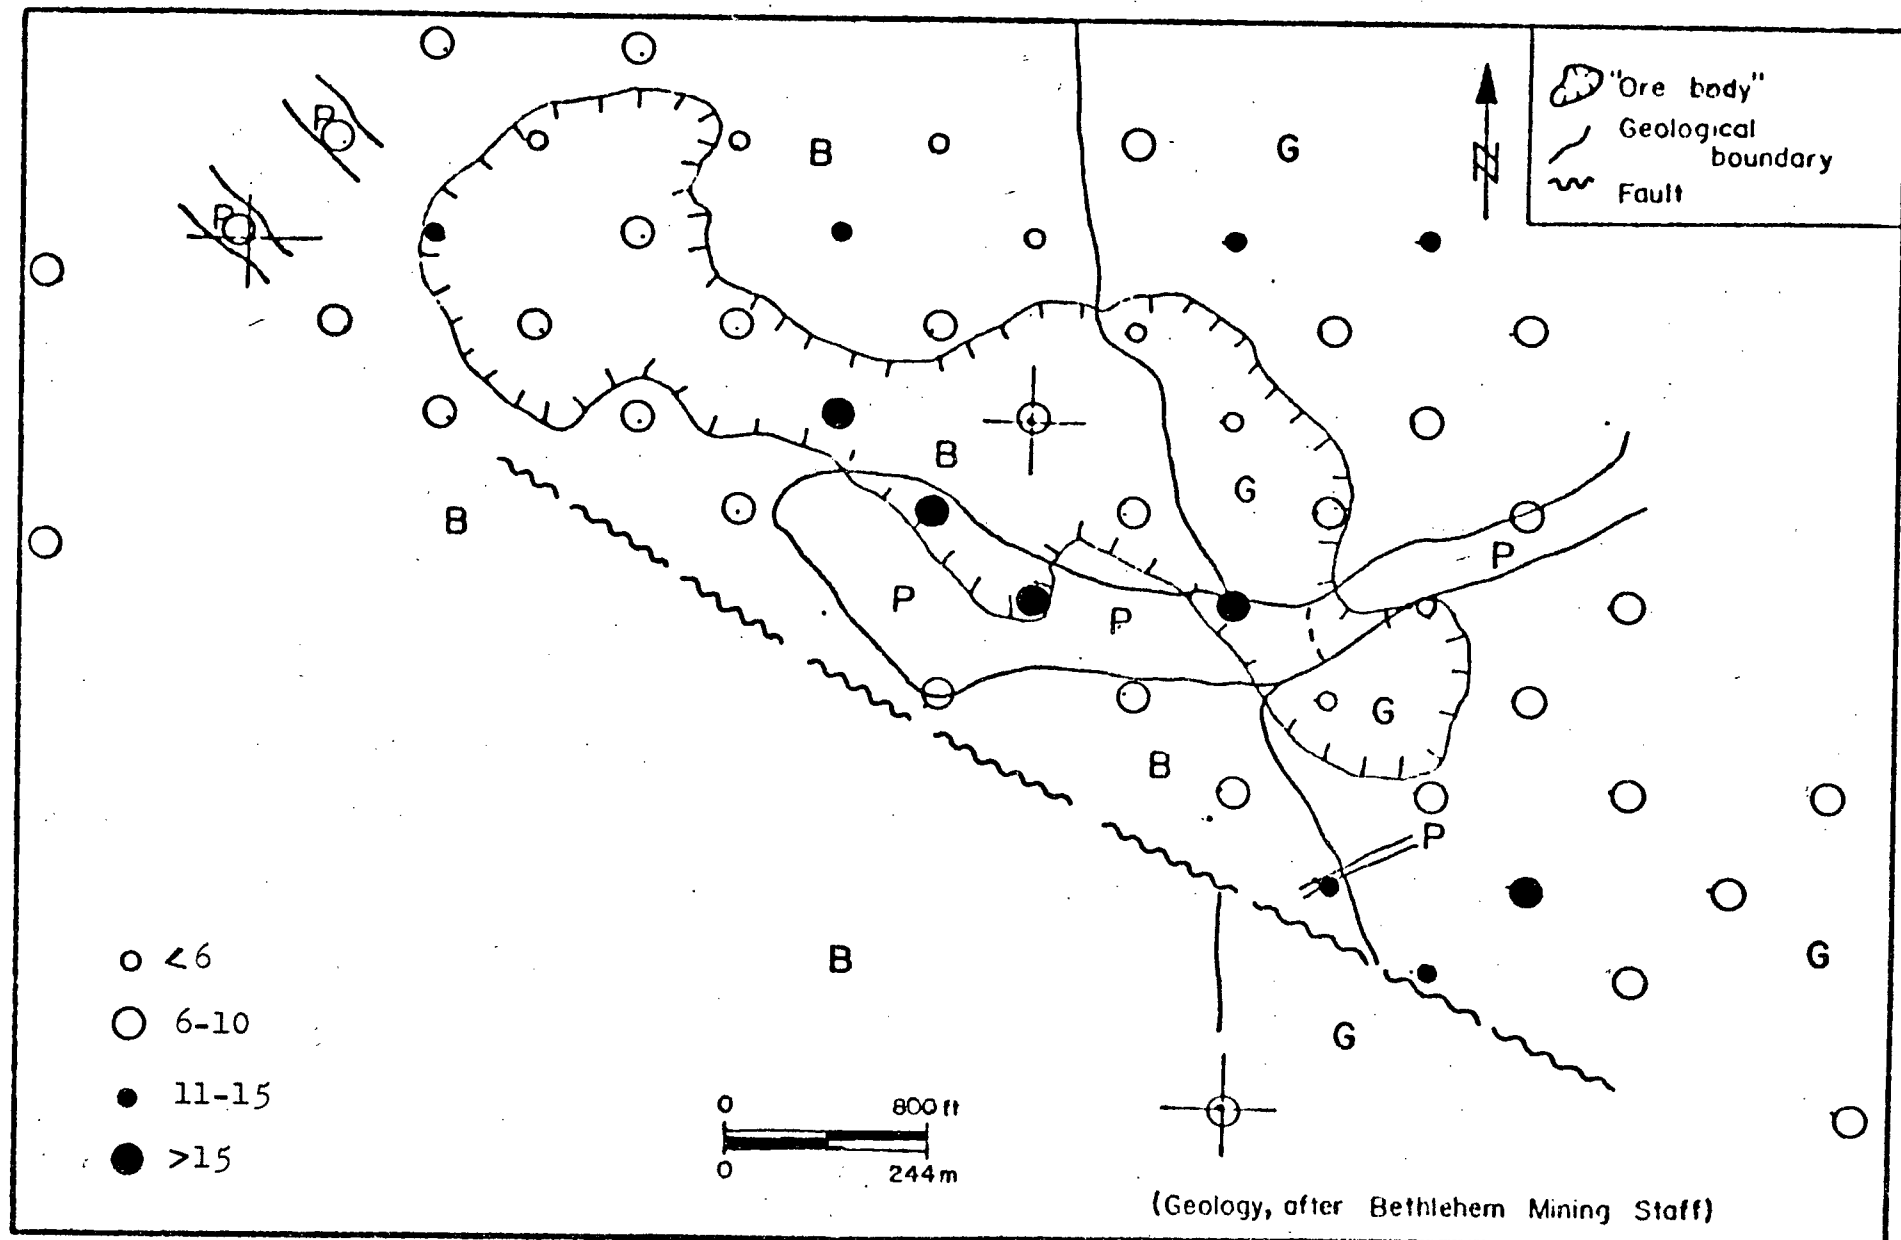 "Ore body"
Geological
boundary
Fault
N
P
B
G
P
B
G
B
P
P
P
G
B
P
B
G
G
<6
6-10
11-15
>15
0 800 ft
0 244 m
(Geology, after Bethlehem Mining Staff)